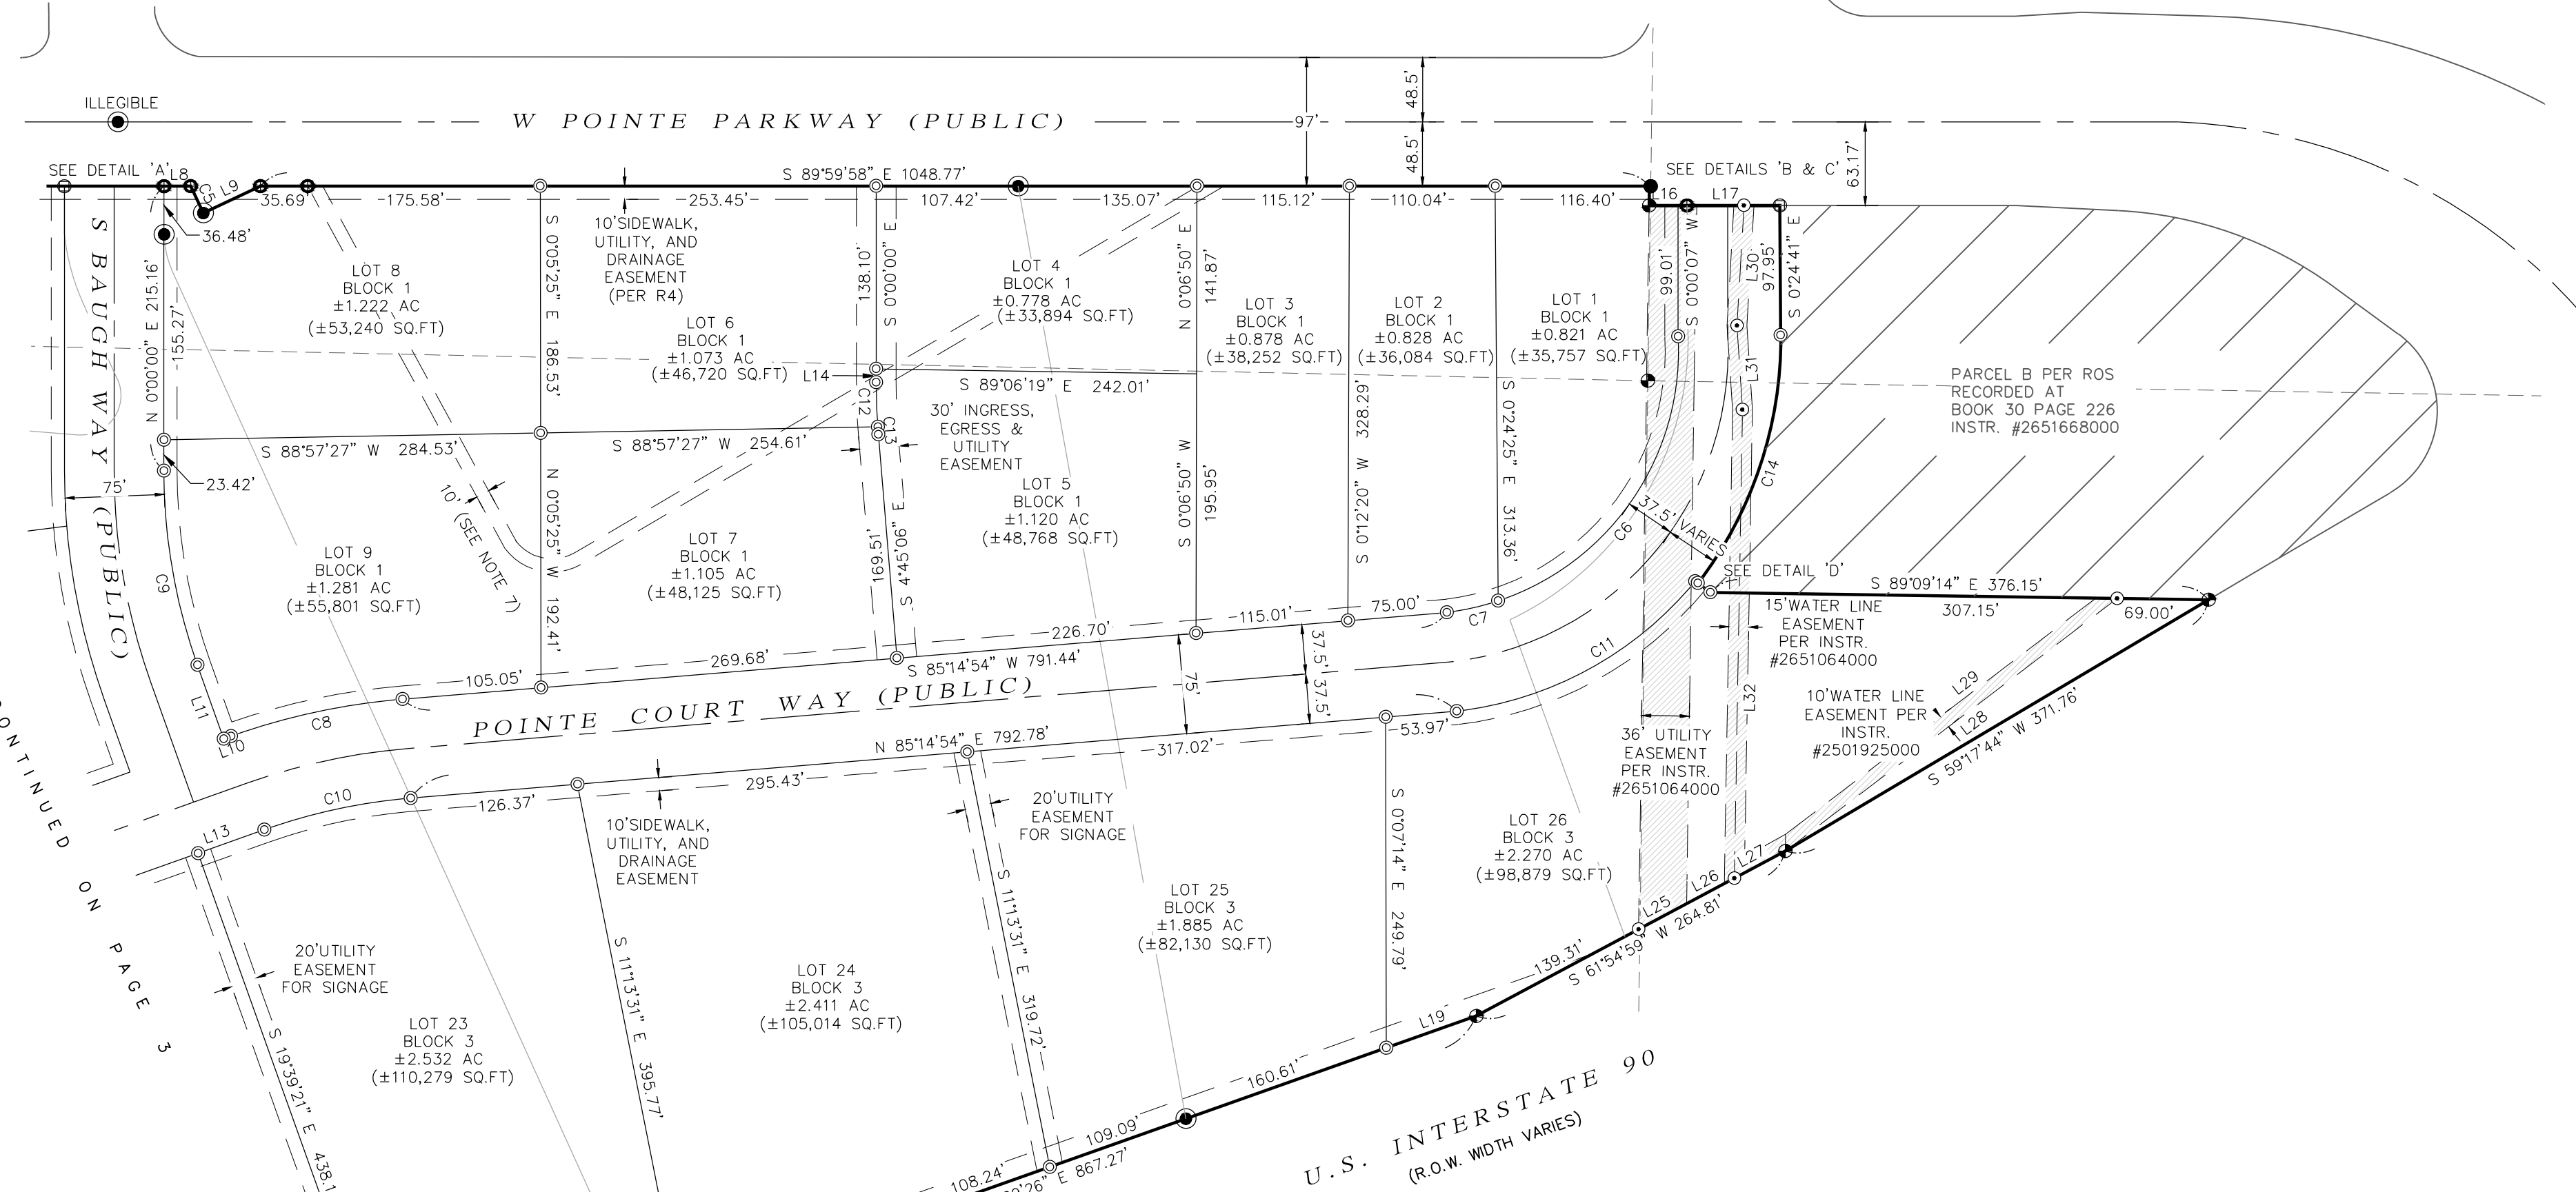 ILLEGIBLE
W POINTE PARKWAY (PUBLIC)
97'
48.5'
48.5'
63.17'
SEE DETAIL 'A'
L8
C5
L9
35.69'
175.58'
S 89°59'58" E 1048.77'
253.45'
107.42'
135.07'
115.12'
110.04'
116.40'
SEE DETAILS 'B & C'
L16
L17
S BAUGH WAY (PUBLIC)
36.48'
N 0°00'00" E 215.16'
155.27'
LOT 8
BLOCK 1
±1.222 AC
(±53,240 SQ.FT)
S 0°05'25" E 186.53'
10'SIDEWALK,
UTILITY, AND
DRAINAGE
EASEMENT
(PER R4)
LOT 6
BLOCK 1
±1.073 AC
(±46,720 SQ.FT)
L14
138.10'
S 0°00'00" E
LOT 4
BLOCK 1
±0.778 AC
(±33,894 SQ.FT)
N 0°06'50" E
141.87'
LOT 3
BLOCK 1
±0.878 AC
(±38,252 SQ.FT)
LOT 2
BLOCK 1
±0.828 AC
(±36,084 SQ.FT)
LOT 1
BLOCK 1
±0.821 AC
(±35,757 SQ.FT)
99.01'
S 0°00'07" W
L30
97.95'
S 0°24'41" E
L31
PARCEL B PER ROS
RECORDED AT
BOOK 30 PAGE 226
INSTR. #2651668000
S 89°06'19" E 242.01'
C12
C13
30' INGRESS,
EGRESS &
UTILITY
EASEMENT
S 88°57'27" W 284.53'
S 88°57'27" W 254.61'
23.42'
75'
10' (SEE NOTE 7)
N 0°05'25" W 192.41'
LOT 9
BLOCK 1
±1.281 AC
(±55,801 SQ.FT)
LOT 7
BLOCK 1
±1.105 AC
(±48,125 SQ.FT)
169.51'
S 4°45'06" E
LOT 5
BLOCK 1
±1.120 AC
(±48,768 SQ.FT)
S 0°06'50" W
195.95'
S 0°12'20" W 328.29'
S 0°24'25" E 313.36'
C6
37.5'
VARIES
C14
SEE DETAIL 'D'
S 89°09'14" E 376.15'
307.15'
69.00'
15'WATER LINE
EASEMENT
PER INSTR.
#2651064000
C9
L11
L10
C8
105.05'
269.68'
226.70'
S 85°14'54" W 791.44'
115.01'
75.00'
C7
37.5'
37.5'
75'
C11
POINTE COURT WAY (PUBLIC)
N 85°14'54" E 792.78'
317.02'
53.97'
295.43'
126.37'
C10
L13
L32
L29
L28
10'WATER LINE
EASEMENT PER
INSTR.
#2501925000
S 59°17'44" W 371.76'
36' UTILITY
EASEMENT
PER INSTR.
#2651064000
10'SIDEWALK,
UTILITY, AND
DRAINAGE
EASEMENT
20'UTILITY
EASEMENT
FOR SIGNAGE
S 0°07'14" E 249.79'
LOT 26
BLOCK 3
±2.270 AC
(±98,879 SQ.FT)
L27
L26
L25
S 61°54'59" W 264.81'
139.31'
L19
LOT 25
BLOCK 3
±1.885 AC
(±82,130 SQ.FT)
S 11°13'31" E 319.72'
LOT 24
BLOCK 3
±2.411 AC
(±105,014 SQ.FT)
S 11°13'31" E 395.77'
20'UTILITY
EASEMENT
FOR SIGNAGE
LOT 23
BLOCK 3
±2.532 AC
(±110,279 SQ.FT)
S 19°39'21" E 438.1
ONTINUED ON PAGE 3
160.61'
109.09'
108.24'
26" E 867.27'
U.S. INTERSTATE 90
(R.O.W. WIDTH VARIES)